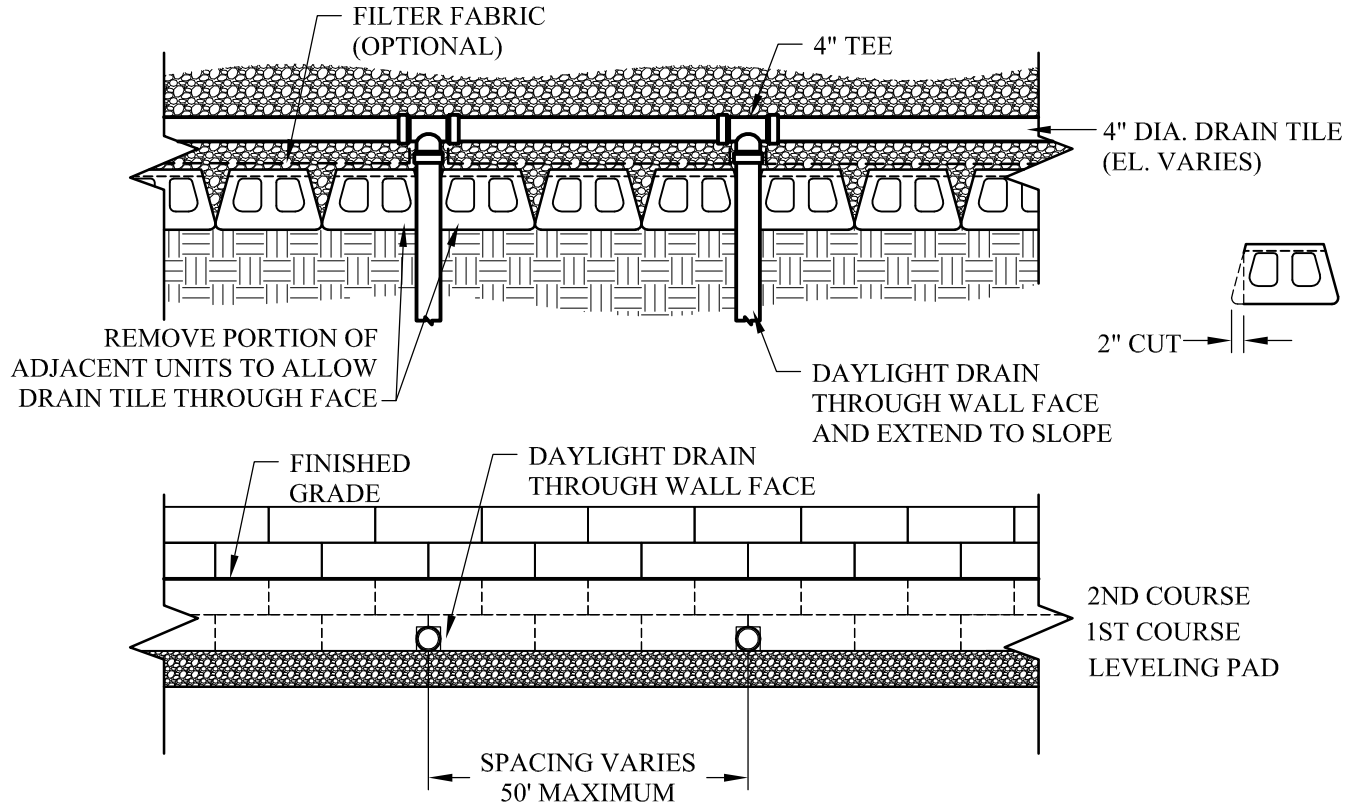 FILTER FABRIC
(OPTIONAL)
4" TEE
4" DIA. DRAIN TILE
(EL. VARIES)
REMOVE PORTION OF
ADJACENT UNITS TO ALLOW
DRAIN TILE THROUGH FACE
2" CUT
DAYLIGHT DRAIN
THROUGH WALL FACE
AND EXTEND TO SLOPE
FINISHED
GRADE
DAYLIGHT DRAIN
THROUGH WALL FACE
2ND COURSE
1ST COURSE
LEVELING PAD
SPACING VARIES
50' MAXIMUM